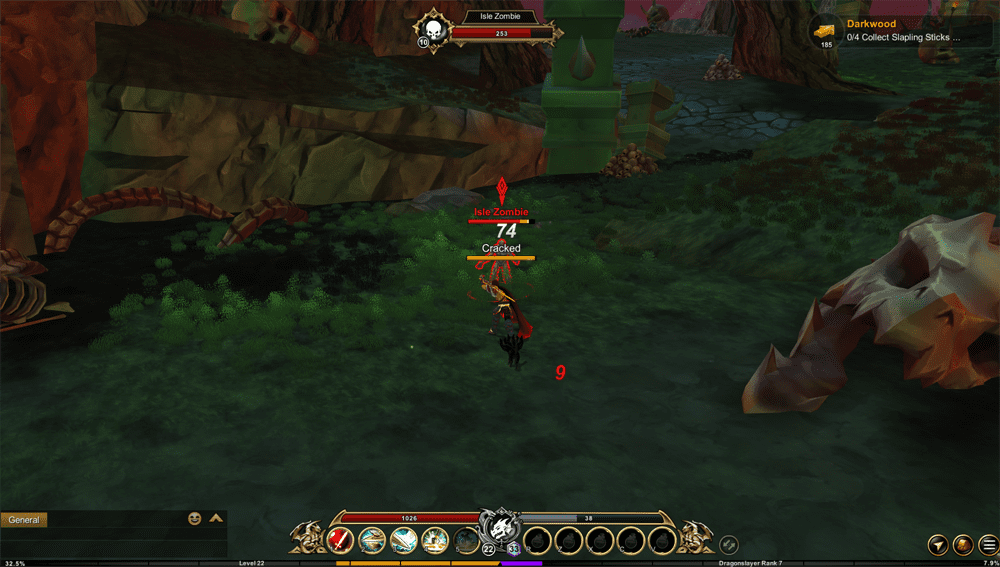 Isle Zombie
253
10
Darkwood
0/4 Collect Slapling Sticks ...
185
Isle Zombie
74
Cracked
9
General
1026
38
22
33
32.5%
Level 22
Dragonslayer Rank 7
7.9%